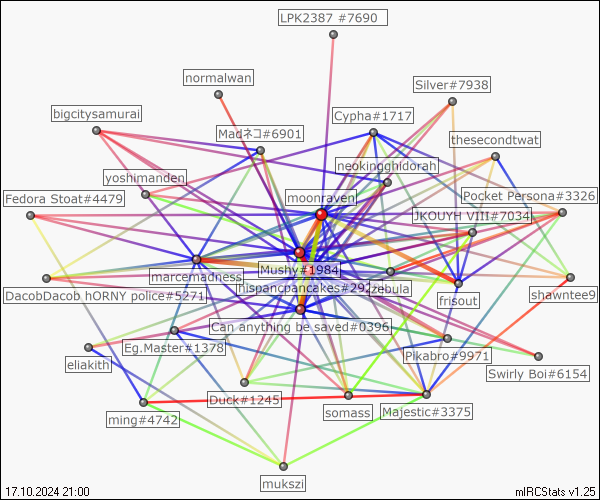 LPK2387 #7690
normalwan
Silver#7938
bigcitysamurai
Cypha#1717
Madネコ#6901
thesecondtwat
neokingghidorah
yoshimanden
Fedora Stoat#4479
moonraven
Pocket Persona#3326
JKOUYH VIII#7034
marcemadness
Mushy#1984
hispancpancakes#292
zebula
DacobDacob hORNY police#5271
frisout
shawntee9
Can anything be saved#0396
Eg.Master#1378
Pikabro#9971
eliakith
Swirly Boi#6154
Duck#1245
ming#4742
somass
Majestic#3375
mukszi
17.10.2024 21:00
mIRCStats v1.25